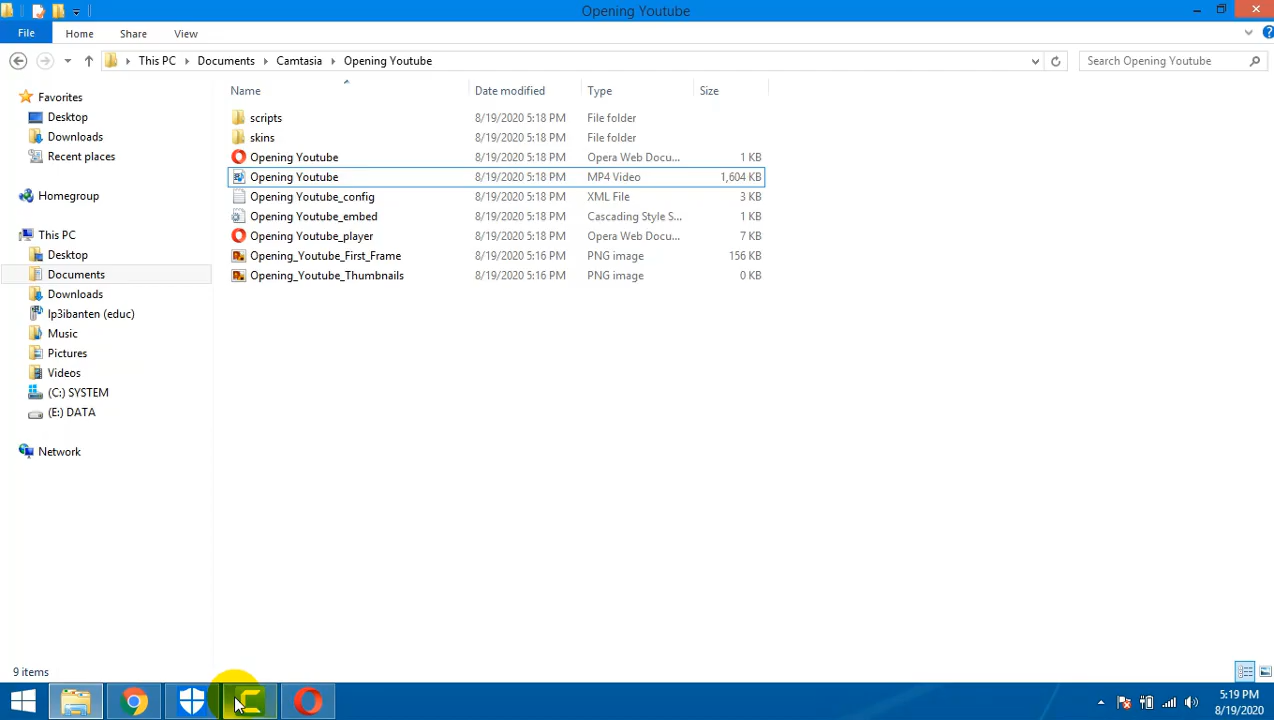 Opening Youtube
File Home Share View
This PC Documents Camtasia Opening Youtube Search Opening Youtube
Name Date modified Type Size
Favorites
Desktop
Downloads
Recent places
Homegroup
This PC
Desktop
Documents
Downloads
lp3ibanten (educ)
Music
Pictures
Videos
(C:) SYSTEM
(E:) DATA
Network
scripts 8/19/2020 5:18 PM File folder
skins 8/19/2020 5:18 PM File folder
Opening Youtube 8/19/2020 5:18 PM Opera Web Docu... 1 KB
Opening Youtube 8/19/2020 5:18 PM MP4 Video 1,604 KB
Opening Youtube_config 8/19/2020 5:18 PM XML File 3 KB
Opening Youtube_embed 8/19/2020 5:18 PM Cascading Style S... 1 KB
Opening Youtube_player 8/19/2020 5:18 PM Opera Web Docu... 7 KB
Opening_Youtube_First_Frame 8/19/2020 5:16 PM PNG image 156 KB
Opening_Youtube_Thumbnails 8/19/2020 5:16 PM PNG image 0 KB
9 items
5:19 PM
8/19/2020